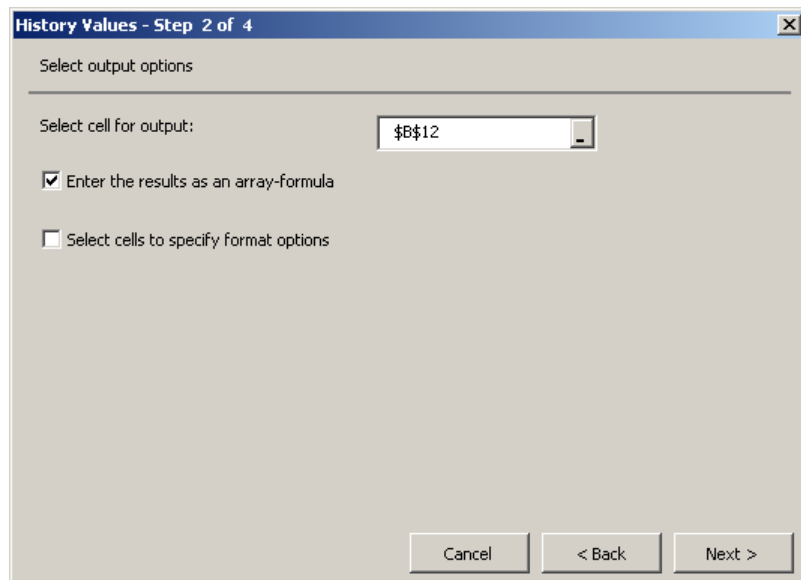 History Values - Step 2 of 4
Select output options
Select cell for output:
$B$12
Enter the results as an array-formula
Select cells to specify format options
Cancel
< Back
Next >